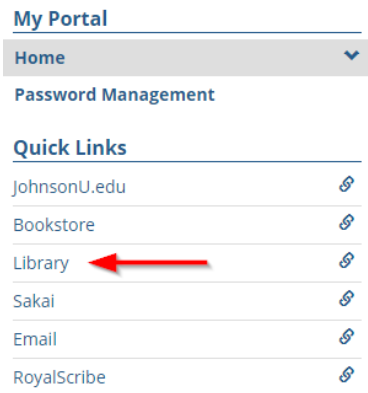 My Portal
Home
Password Management
Quick Links
JohnsonU.edu
Bookstore
Library
Sakai
Email
RoyalScribe